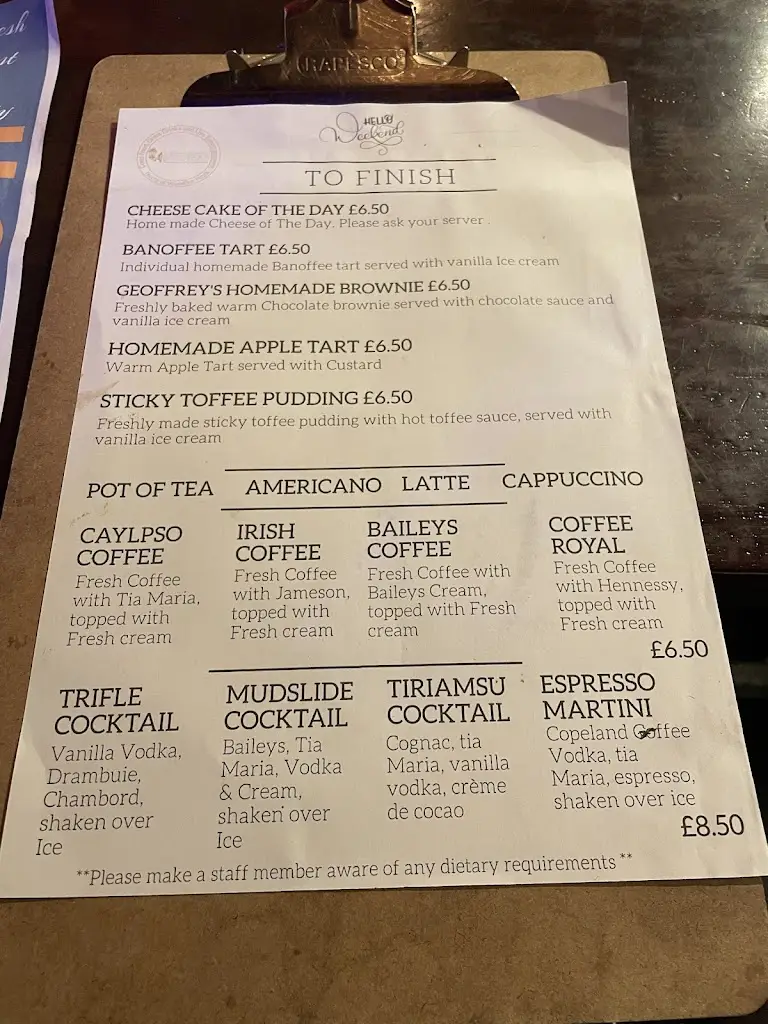 RAPESCO
HELLO
Weekend
TO FINISH
CHEESE CAKE OF THE DAY £6.50
Home made Cheese of The Day. Please ask your server .
BANOFFEE TART £6.50
Individual homemade Banoffee tart served with vanilla Ice cream
GEOFFREY'S HOMEMADE BROWNIE £6.50
Freshly baked warm Chocolate brownie served with chocolate sauce and
vanilla ice cream
HOMEMADE APPLE TART £6.50
Warm Apple Tart served with Custard
STICKY TOFFEE PUDDING £6.50
Freshly made sticky toffee pudding with hot toffee sauce, served with
vanilla ice cream
POT OF TEA AMERICANO LATTE CAPPUCCINO
CAYLPSO
COFFEE
Fresh Coffee
with Tia Maria,
topped with
Fresh cream
IRISH
COFFEE
Fresh Coffee
with Jameson,
topped with
Fresh cream
BAILEYS
COFFEE
Fresh Coffee with
Baileys Cream,
topped with Fresh
cream
COFFEE
ROYAL
Fresh Coffee
with Hennessy,
topped with
Fresh cream
£6.50
TRIFLE
COCKTAIL
Vanilla Vodka,
Drambuie,
Chambord,
shaken over
Ice
MUDSLIDE
COCKTAIL
Baileys, Tia
Maria, Vodka
& Cream,
shaken over
Ice
TIRIAMSU
COCKTAIL
Cognac, tia
Maria, vanilla
vodka, crème
de cocao
ESPRESSO
MARTINI
Copeland Coffee
Vodka, tia
Maria, espresso,
shaken over ice
£8.50
**Please make a staff member aware of any dietary requirements **